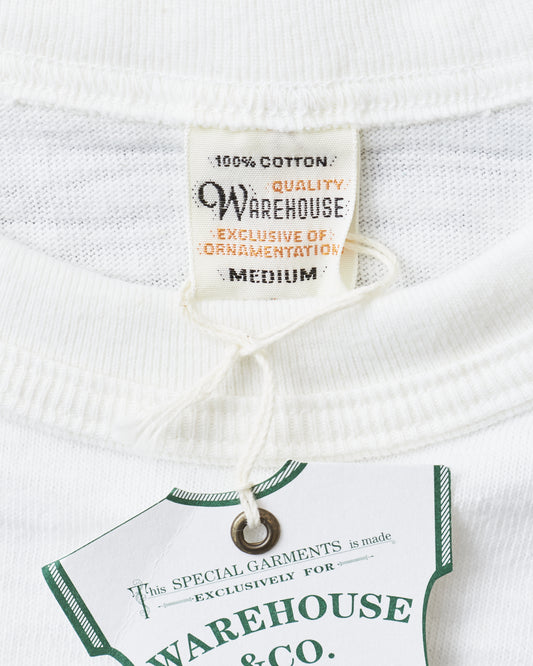 100% COTTON
QUALITY
WAREHOUSE
EXCLUSIVE OF
ORNAMENTATION
MEDIUM
This SPECIAL GARMENTS is made
EXCLUSIVELY FOR
WAREHOUSE
&CO.